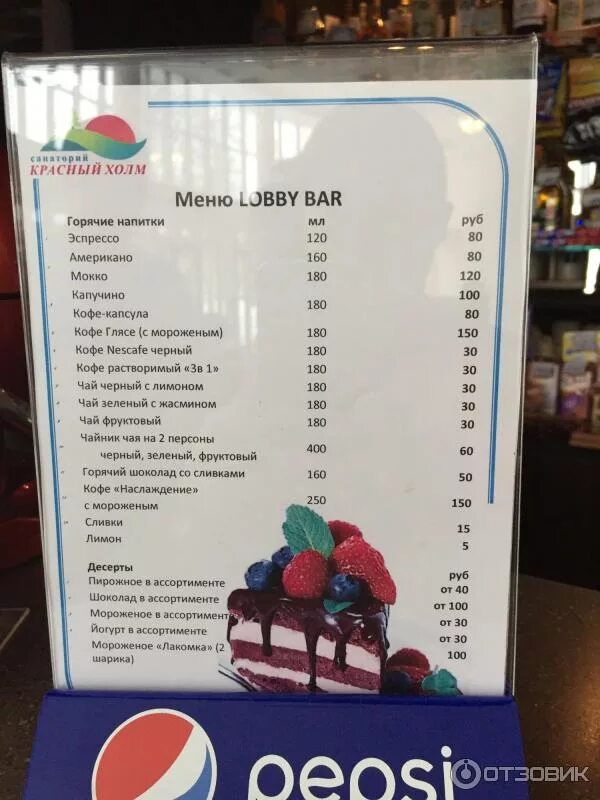 санаторий
КРАСНЫЙ ХОЛМ
Меню LOBBY BAR
Горячие напитки мл руб
Эспрессо 120 80
Американо 160 80
Мокко 180 120
Капучино 180 100
Кофе-капсула 80
Кофе Глясе (с мороженым) 180 150
Кофе Nescafe черный 180 30
Кофе растворимый «3в 1» 180 30
Чай черный с лимоном 180 30
Чай зеленый с жасмином 180 30
Чай фруктовый 180 30
Чайник чая на 2 персоны
черный, зеленый, фруктовый 400 60
Горячий шоколад со сливками 160 50
Кофе «Наслаждение»
с мороженым 250 150
Сливки 15
Лимон 5
Десерты руб
Пирожное в ассортименте от 40
Шоколад в ассортименте от 100
Мороженое в ассортименте от 30
Йогурт в ассортименте от 30
Мороженое «Лакомка» (2 100
шарика)
pepsi
ОТЗОВИК